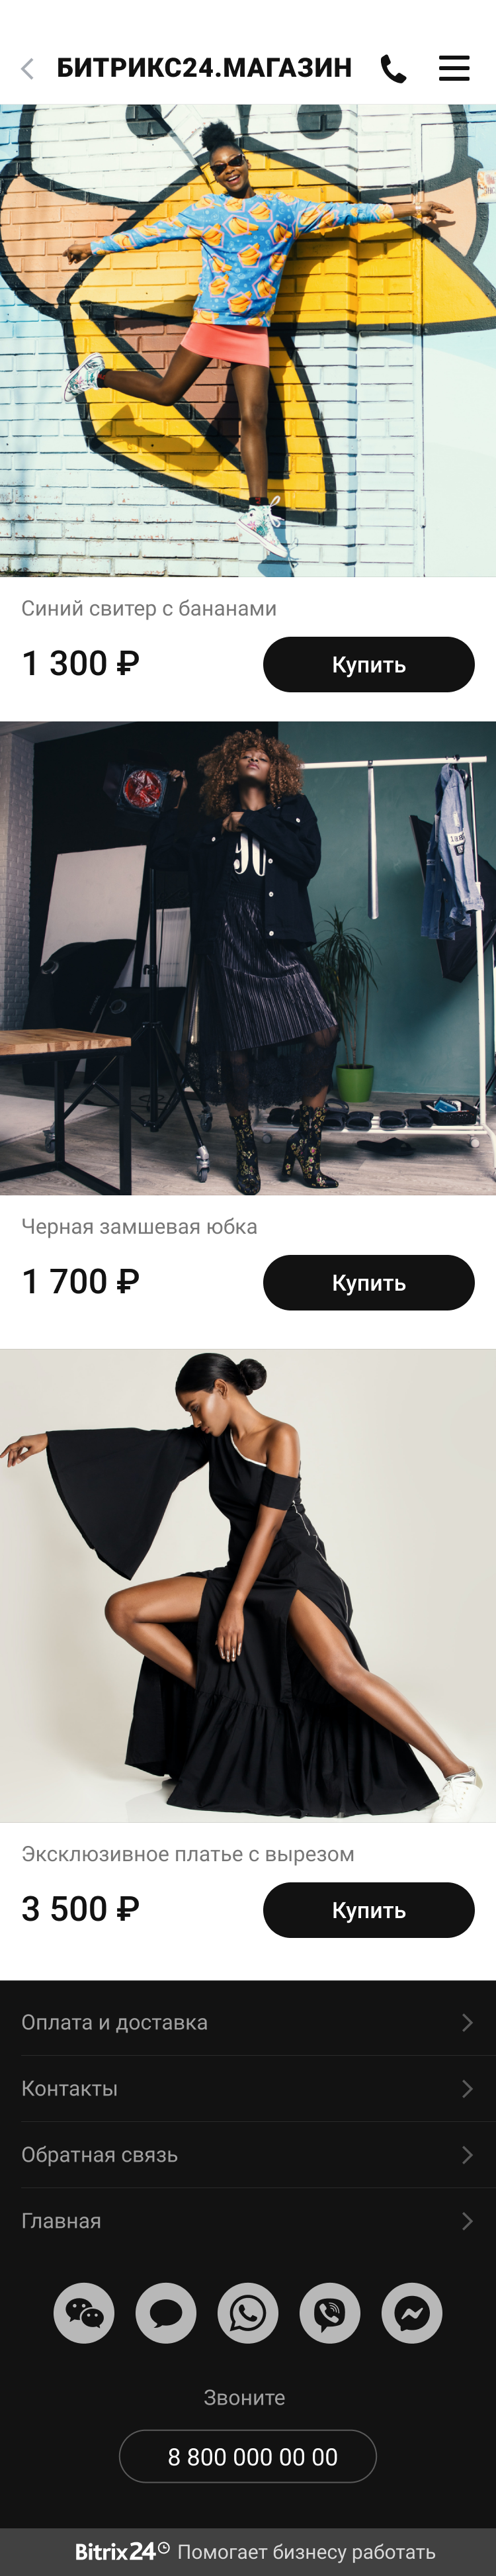 БИТРИКС24.МАГАЗИН
Синий свитер с бананами
1 300 ₽
Купить
90
Черная замшевая юбка
1 700 ₽
Купить
Эксклюзивное платье с вырезом
3 500 ₽
Купить
Оплата и доставка
Контакты
Обратная связь
Главная
Звоните
8 800 000 00 00
Bitrix24 Помогает бизнесу работать